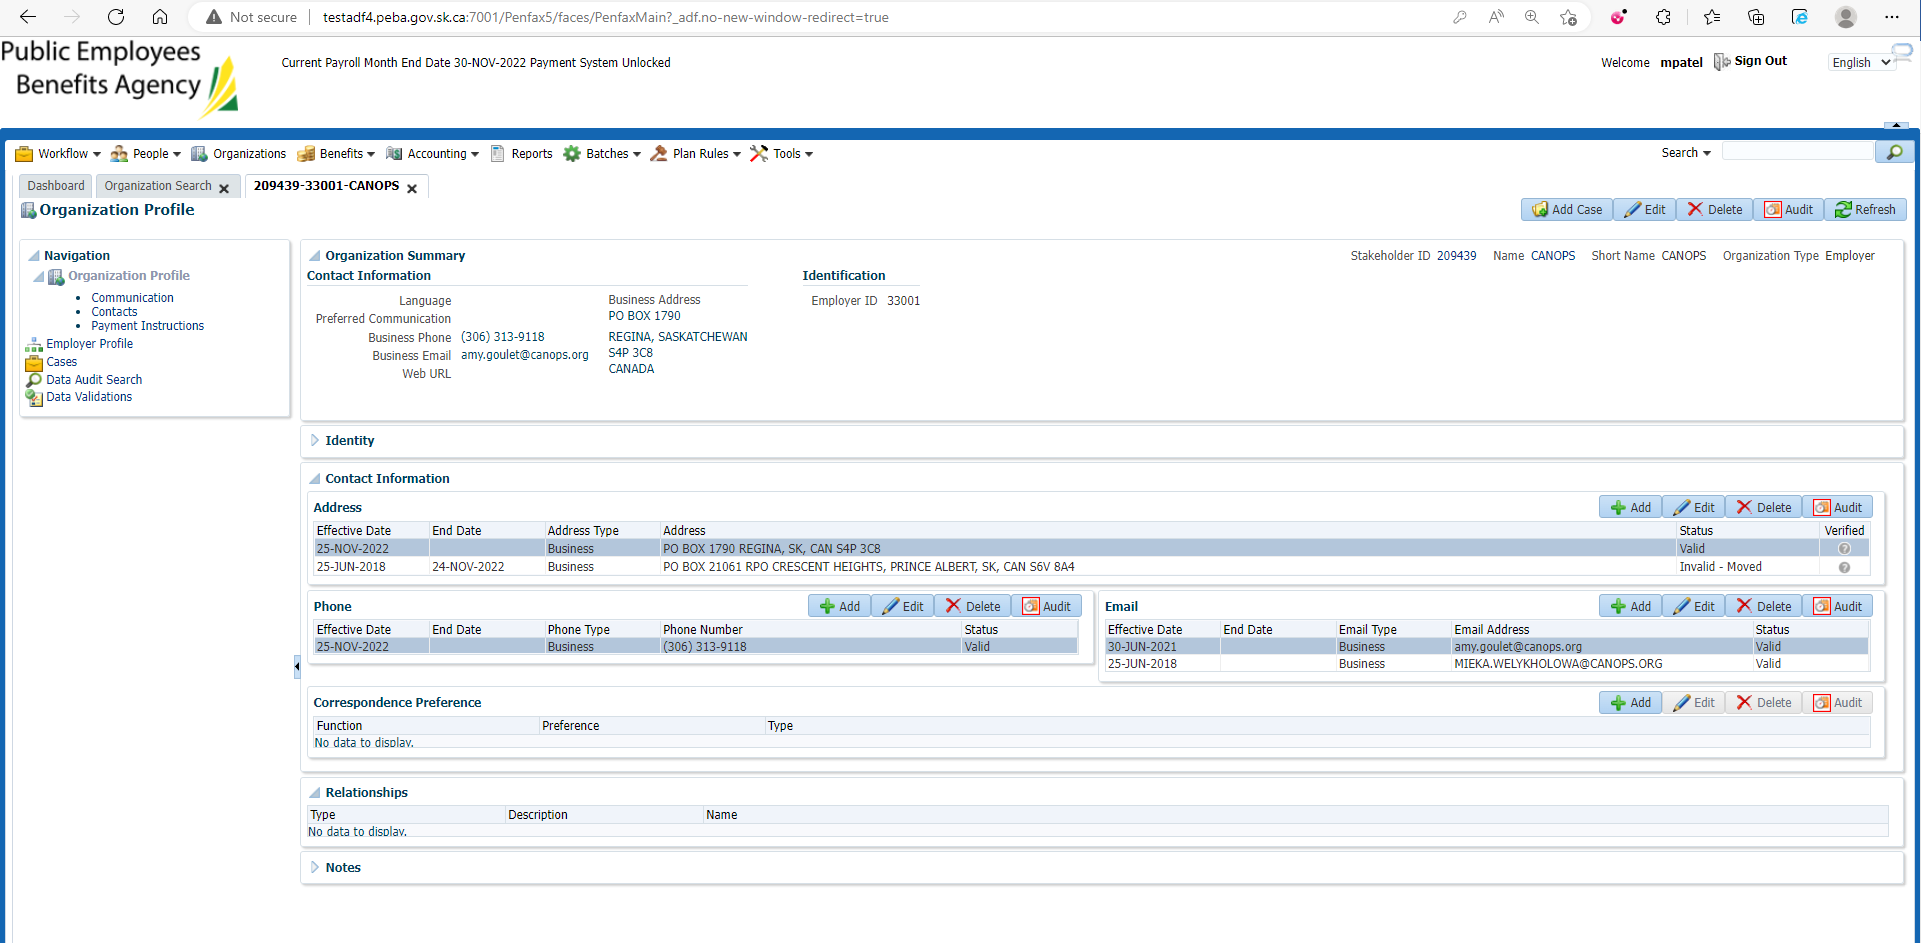 Not secure testadf4.peba.gov.sk.ca:7001/Penfax5/faces/PenfaxMain?_adf.no-new-window-redirect=true
Public Employees
Benefits Agency
Current Payroll Month End Date 30-NOV-2022 Payment System Unlocked
Welcome mpatel Sign Out English
Workflow People Organizations Benefits Accounting Reports Batches Plan Rules Tools Search
Dashboard Organization Search 209439-33001-CANOPS
Organization Profile
Add Case Edit Delete Audit Refresh
Navigation
Organization Profile
Communication
Contacts
Payment Instructions
Employer Profile
Cases
Data Audit Search
Data Validations
Organization Summary
Stakeholder ID 209439 Name CANOPS Short Name CANOPS Organization Type Employer
Contact Information
Language
Preferred Communication
Business Phone (306) 313-9118
Business Email amy.goulet@canops.org
Web URL
Business Address
PO BOX 1790
REGINA, SASKATCHEWAN
S4P 3C8
CANADA
Identification
Employer ID 33001
Identity
Contact Information
Address
Add Edit Delete Audit
Effective Date End Date Address Type Address Status Verified
25-NOV-2022 Business PO BOX 1790 REGINA, SK, CAN S4P 3C8 Valid
25-JUN-2018 24-NOV-2022 Business PO BOX 21061 RPO CRESCENT HEIGHTS, PRINCE ALBERT, SK, CAN S6V 8A4 Invalid - Moved
Phone
Add Edit Delete Audit
Effective Date End Date Phone Type Phone Number Status
25-NOV-2022 Business (306) 313-9118 Valid
Email
Add Edit Delete Audit
Effective Date End Date Email Type Email Address Status
30-JUN-2021 Business amy.goulet@canops.org Valid
25-JUN-2018 Business MIEKA.WELYKHOLOWA@CANOPS.ORG Valid
Correspondence Preference
Add Edit Delete Audit
Function Preference Type
No data to display.
Relationships
Type Description Name
No data to display.
Notes